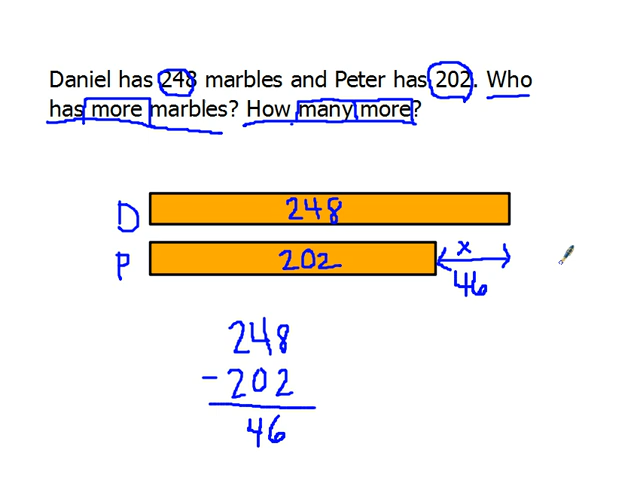 Daniel has 248 marbles and Peter has 202. Who
has more marbles? How many more?
D 248
P 202 x
46
248
- 202
46